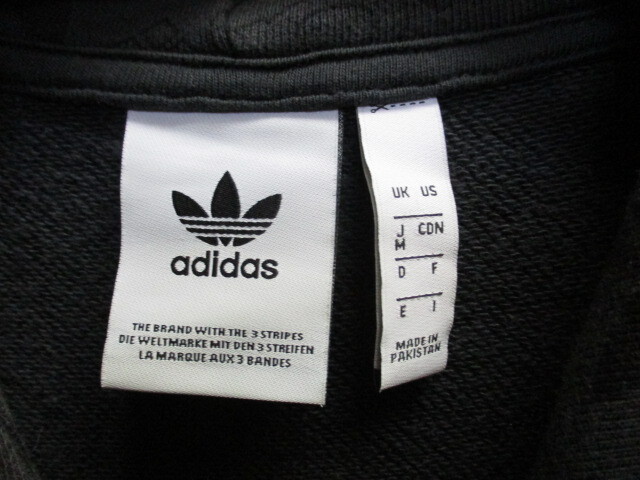 adidas
THE BRAND WITH THE 3 STRIPES
DIE WELTMARKE MIT DEN 3 STREIFEN
LA MARQUE AUX 3 BANDES
UK US
J CDN
M
D F
E I
MADE IN
PAKISTAN